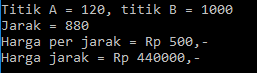 Titik A = 120, titik B = 1000
Jarak = 880
Harga per jarak = Rp 500,-
Harga jarak = Rp 440000,-